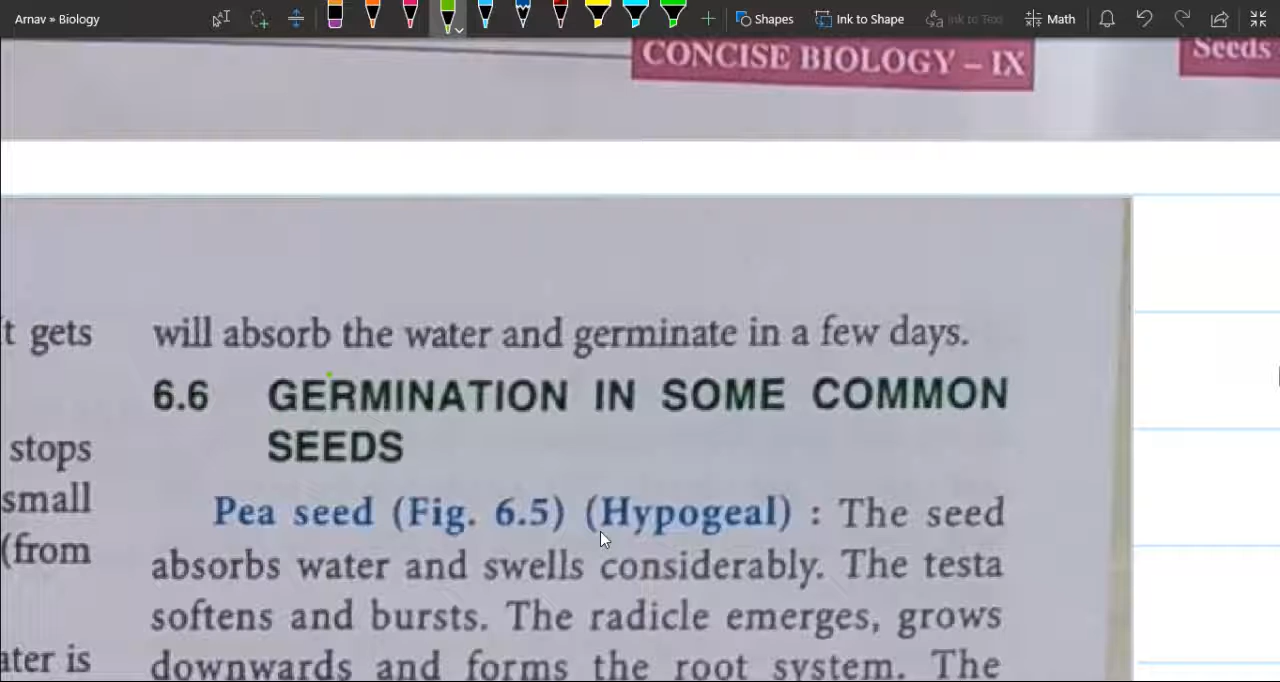 Arnav » Biology
Shapes
Ink to Shape
Ink to Text
Math
CONCISE BIOLOGY – IX
Seeds
t gets
stops
small
(from
ater is
will absorb the water and germinate in a few days.
6.6 GERMINATION IN SOME COMMON
SEEDS
Pea seed (Fig. 6.5) (Hypogeal) : The seed
absorbs water and swells considerably. The testa
softens and bursts. The radicle emerges, grows
downwards and forms the root system. The